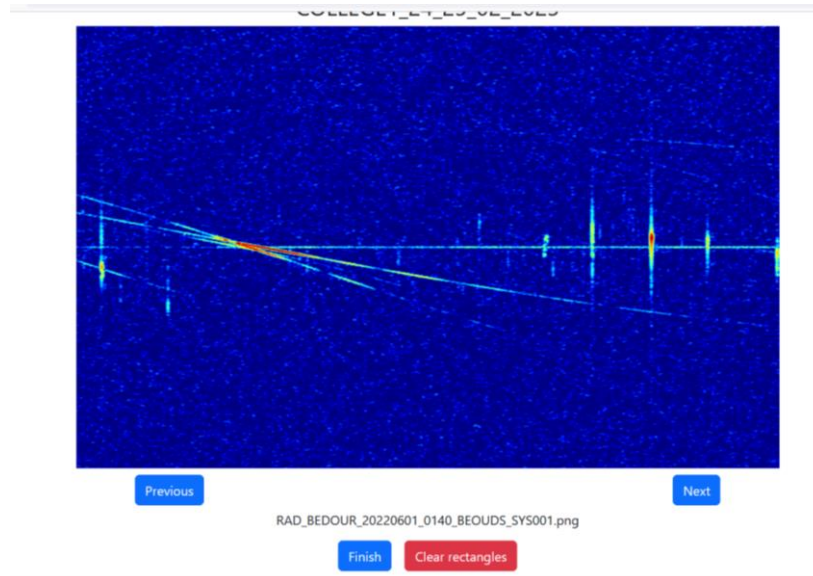 Previous
Next
RAD_BEDOUR_20220601_0140_BEOUDS_SYS001.png
Finish
Clear rectangles